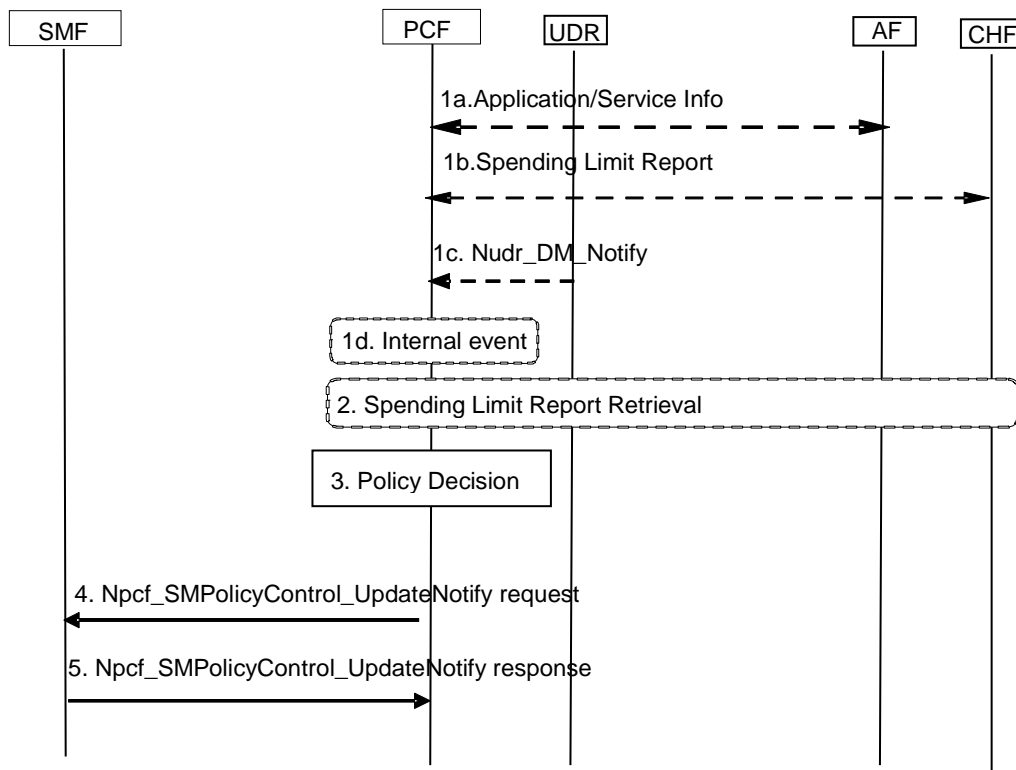 SMF
PCF
UDR
AF
CHF
1a.Application/Service Info
1b.Spending Limit Report
1c. Nudr_DM_Notify
1d. Internal event
2. Spending Limit Report Retrieval
3. Policy Decision
4. Npcf_SMPolicyControl_UpdateNotify request
5. Npcf_SMPolicyControl_UpdateNotify response